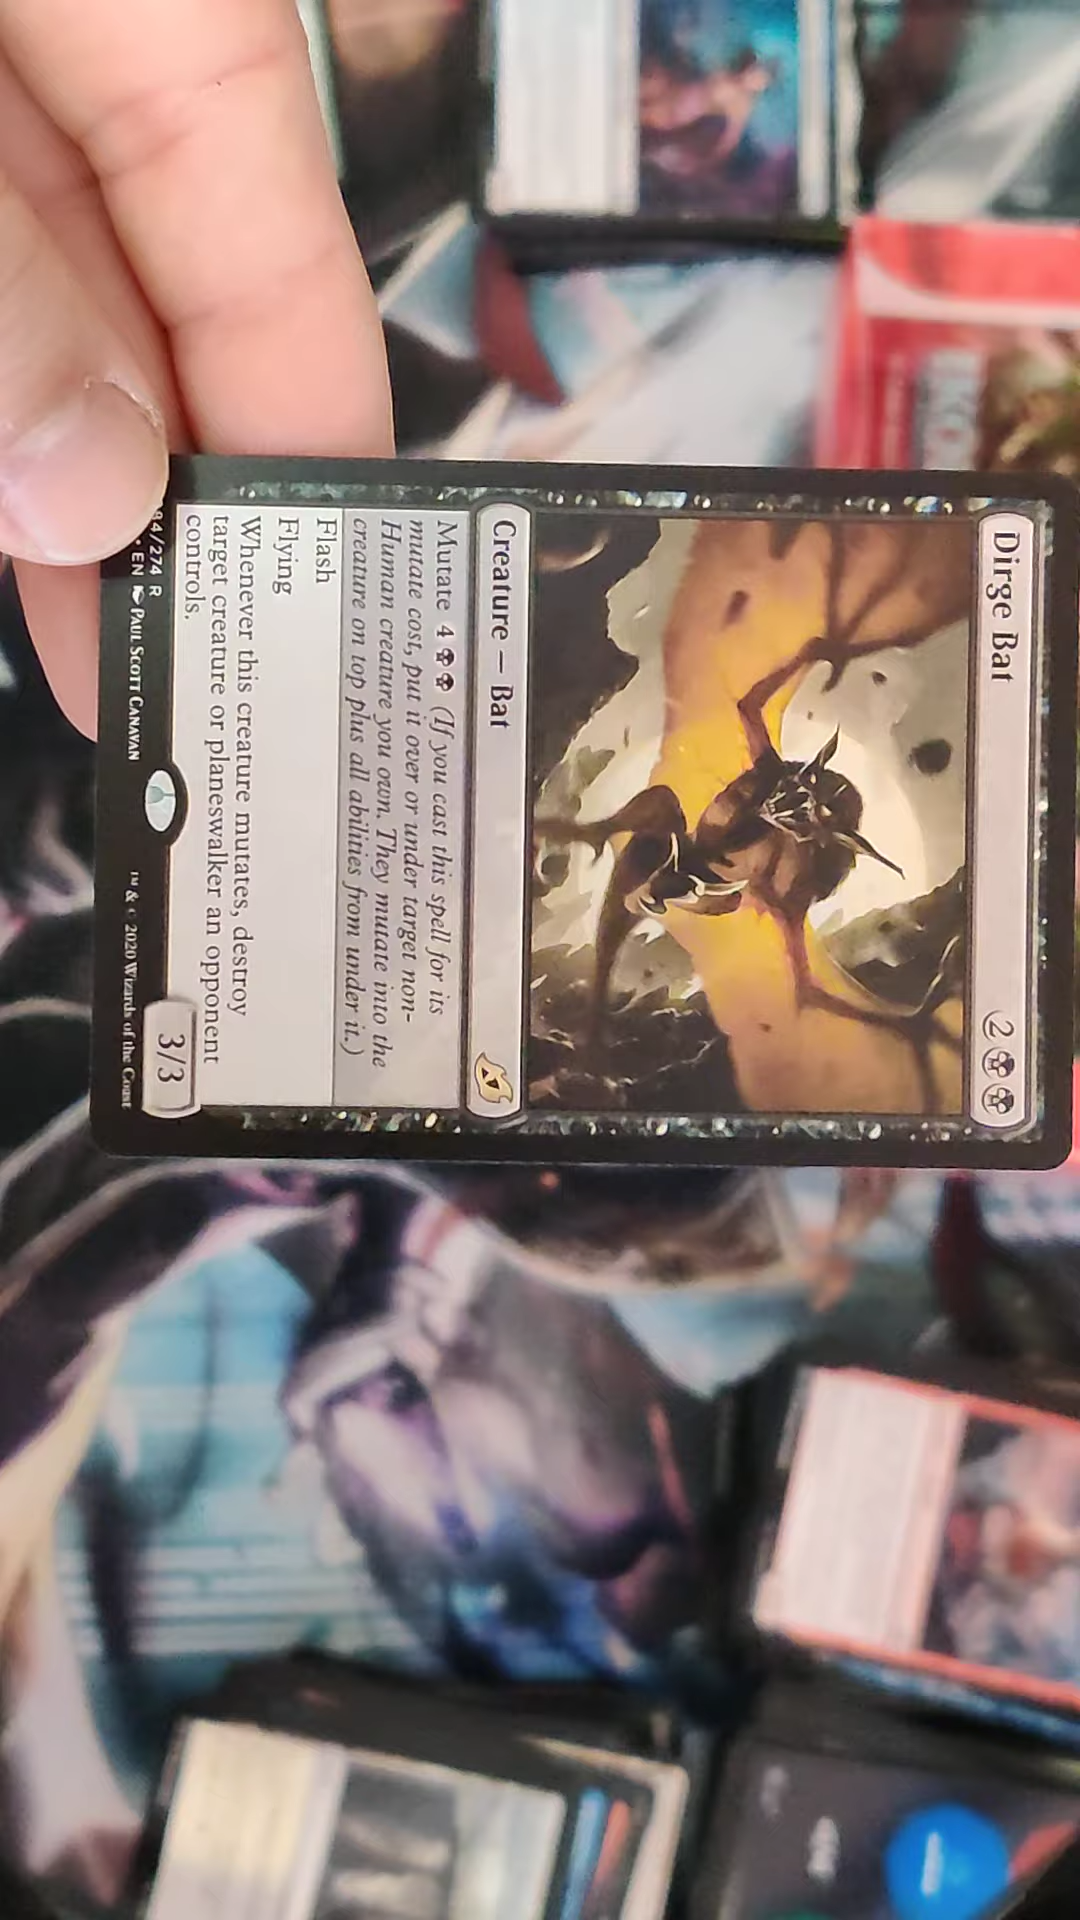 Dirge Bat
2
Creature — Bat
Mutate 4 (If you cast this spell for its
mutate cost, put it over or under target non-
Human creature you own. They mutate into the
creature on top plus all abilities from under it.)
Flash
Flying
Whenever this creature mutates, destroy
target creature or planeswalker an opponent
controls.
3/3
/274 R
EN PAUL SCOTT CANAVAN
™ & © 2020 Wizards of the Coast
IKO